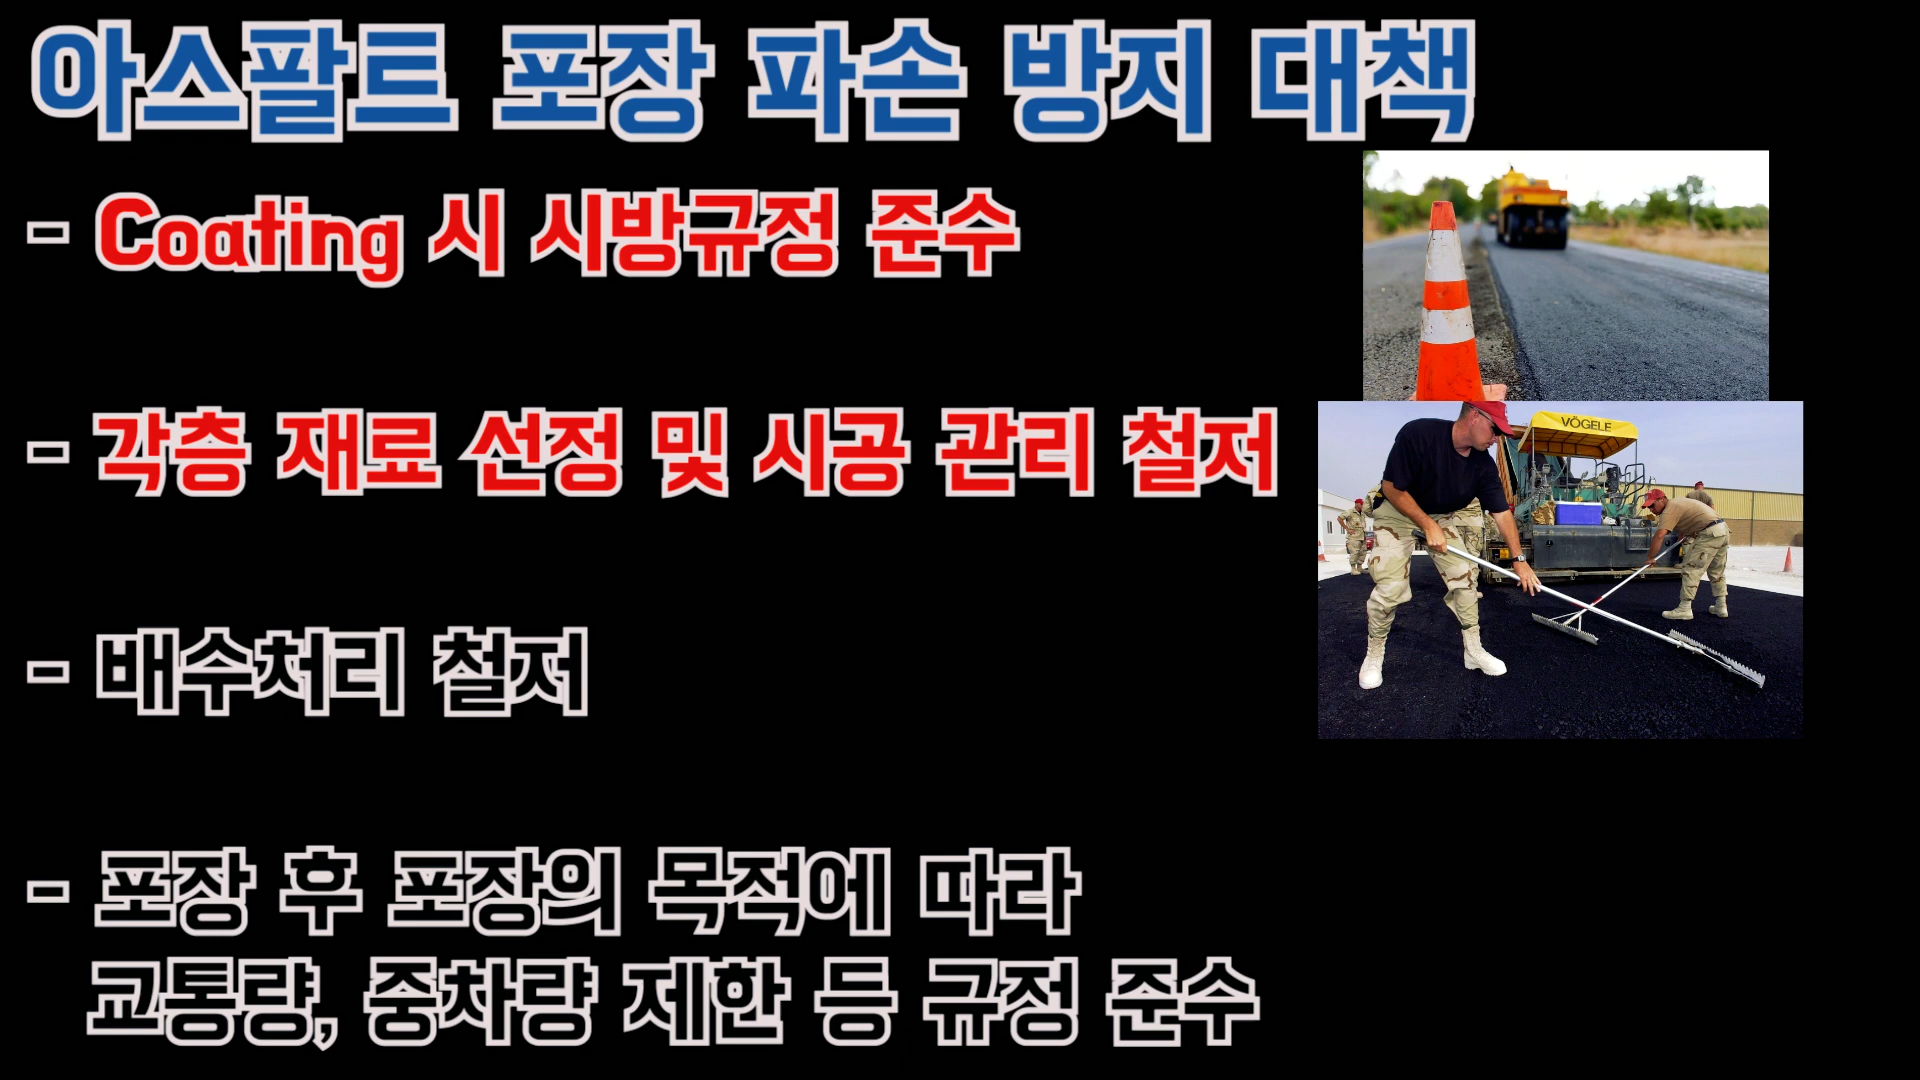 아스팔트 포장 파손 방지 대책
- Coating 시 시방규정 준수
- 각층 재료 선정 및 시공 관리 철저
VÖGELE
- 배수처리 철저
- 포장 후 포장의 목적에 따라
교통량, 중차량 제한 등 규정 준수